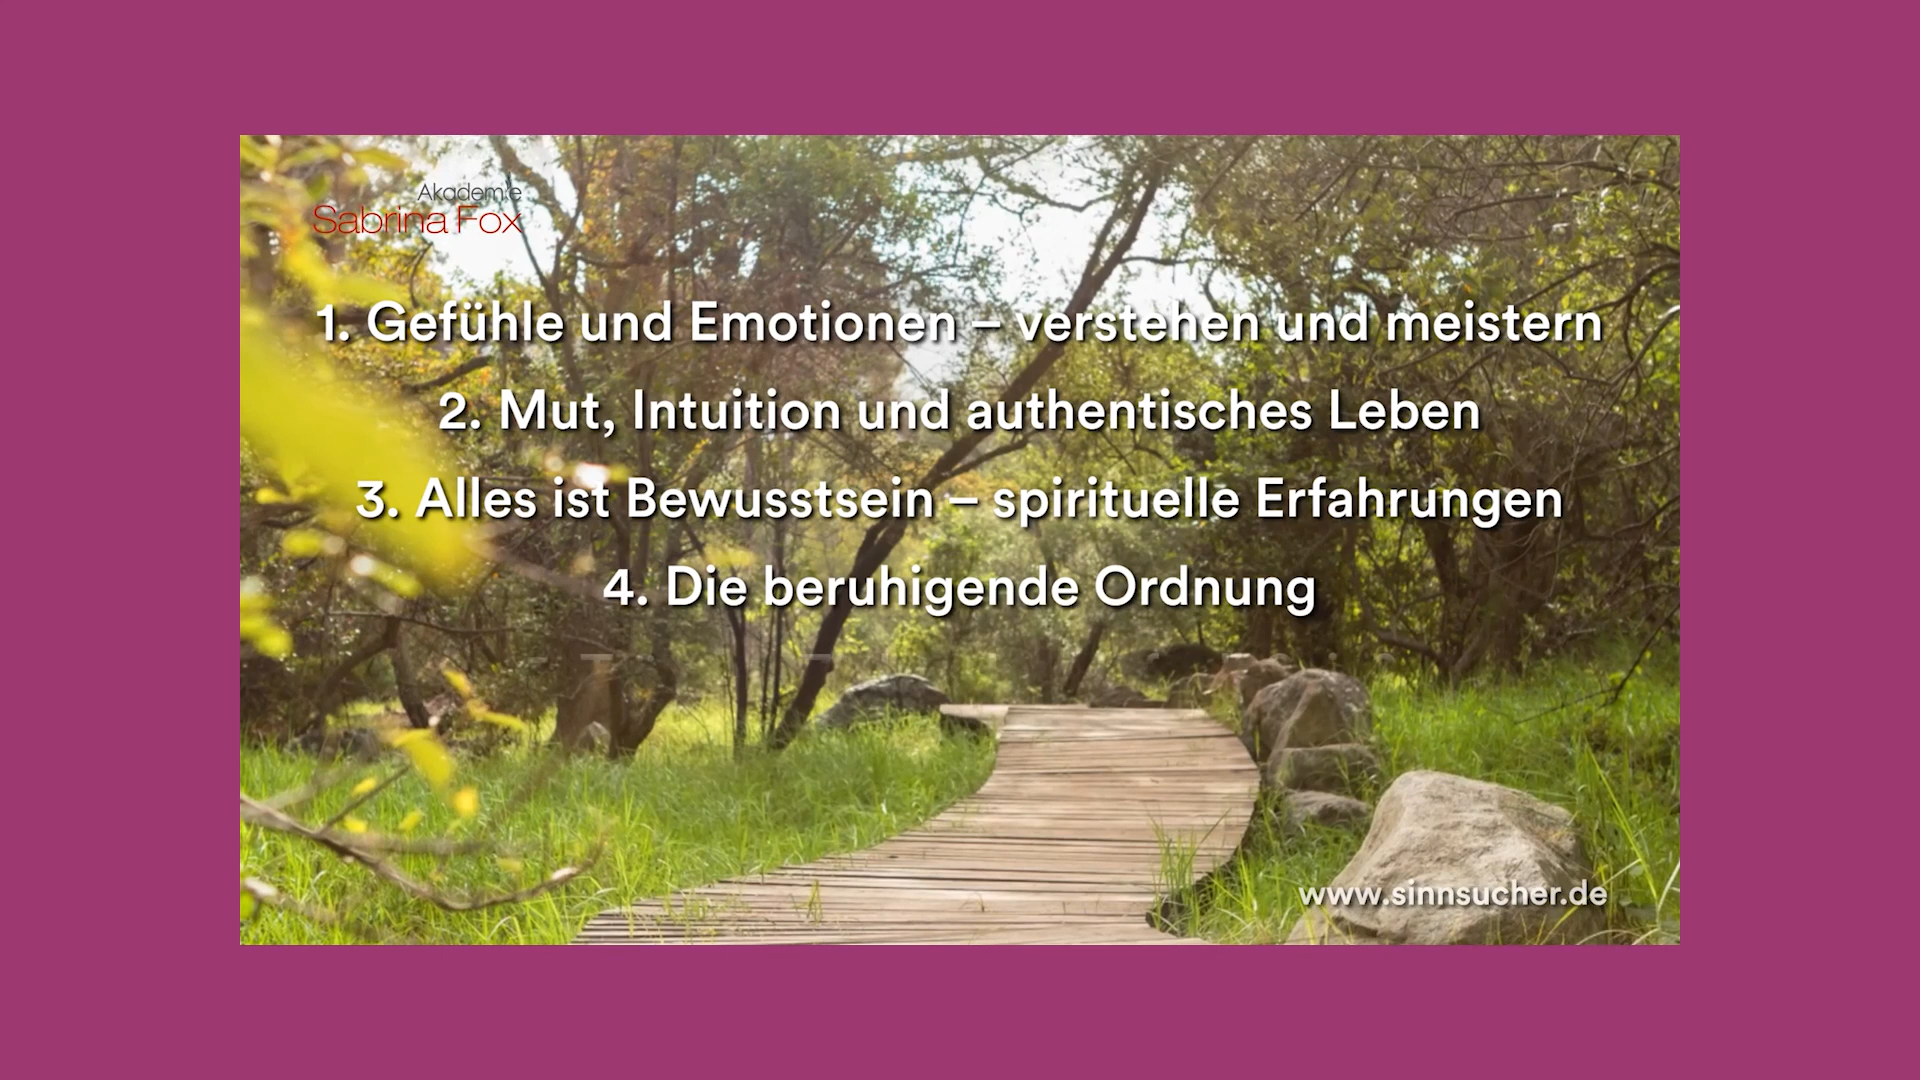 Akademie
Sabrina Fox
1. Gefühle und Emotionen – verstehen und meistern
2. Mut, Intuition und authentisches Leben
3. Alles ist Bewusstsein – spirituelle Erfahrungen
4. Die beruhigende Ordnung
www.sinnsucher.de